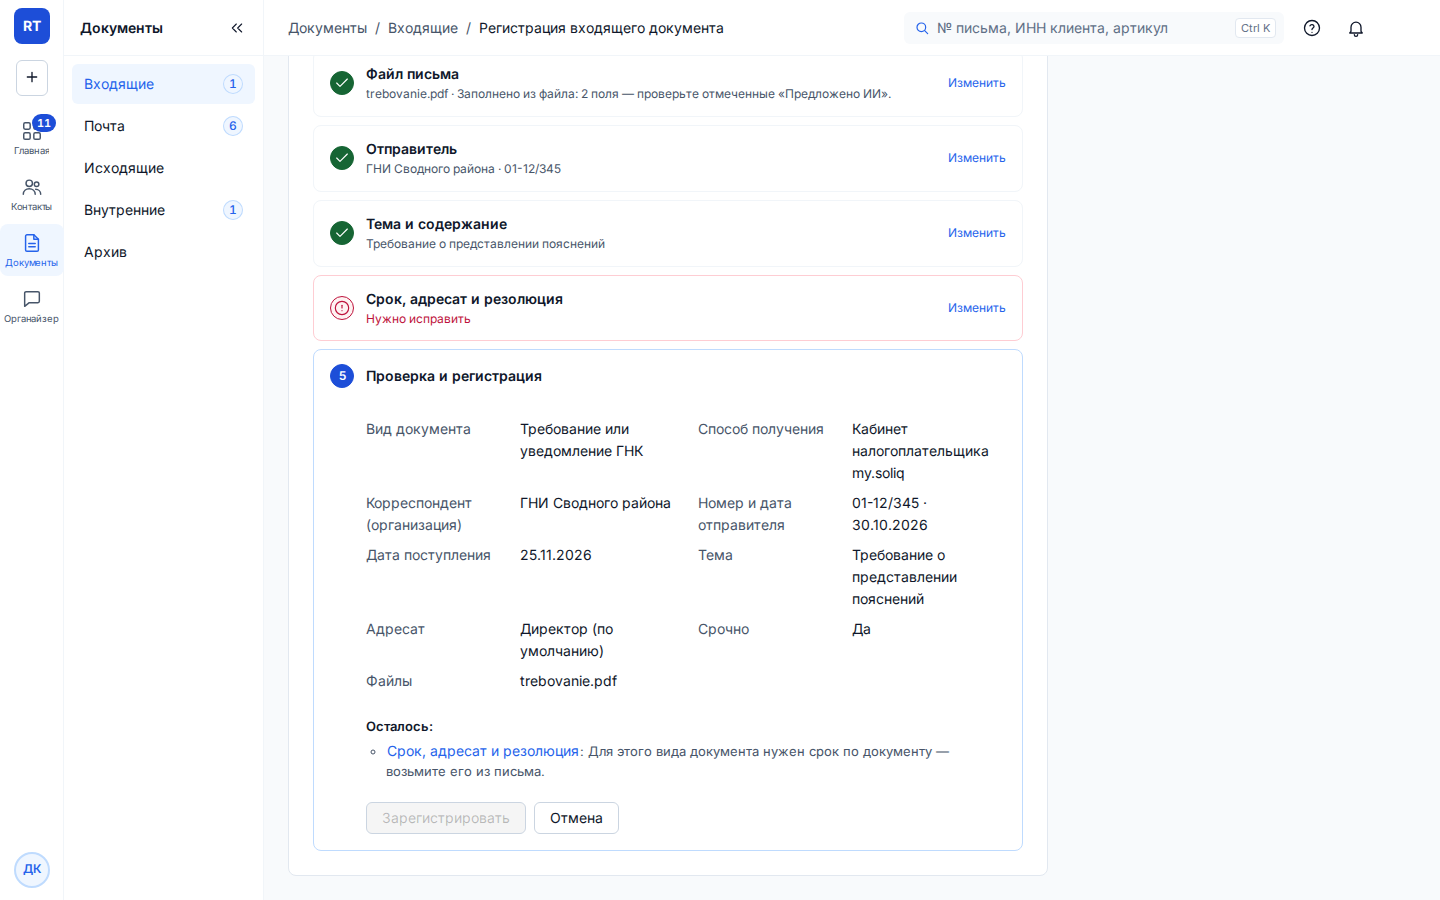 RT
Документы
Документы / Входящие / Регистрация входящего документа
№ письма, ИНН клиента, артикул
Ctrl K
11
Главная
Контакты
Документы
Органайзер
ДК
Входящие 1
Почта 6
Исходящие
Внутренние 1
Архив
Файл письма
trebovanie.pdf · Заполнено из файла: 2 поля — проверьте отмеченные «Предложено ИИ».
Изменить
Отправитель
ГНИ Сводного района · 01-12/345
Изменить
Тема и содержание
Требование о представлении пояснений
Изменить
Срок, адресат и резолюция
Нужно исправить
Изменить
5 Проверка и регистрация
Вид документа
Требование или
уведомление ГНК
Способ получения
Кабинет
налогоплательщика
my.soliq
Корреспондент
(организация)
ГНИ Сводного района
Номер и дата
отправителя
01-12/345 ·
30.10.2026
Дата поступления
25.11.2026
Тема
Требование о
представлении
пояснений
Адресат
Директор (по
умолчанию)
Срочно
Да
Файлы
trebovanie.pdf
Осталось:
Срок, адресат и резолюция: Для этого вида документа нужен срок по документу —
возьмите его из письма.
Зарегистрировать
Отмена